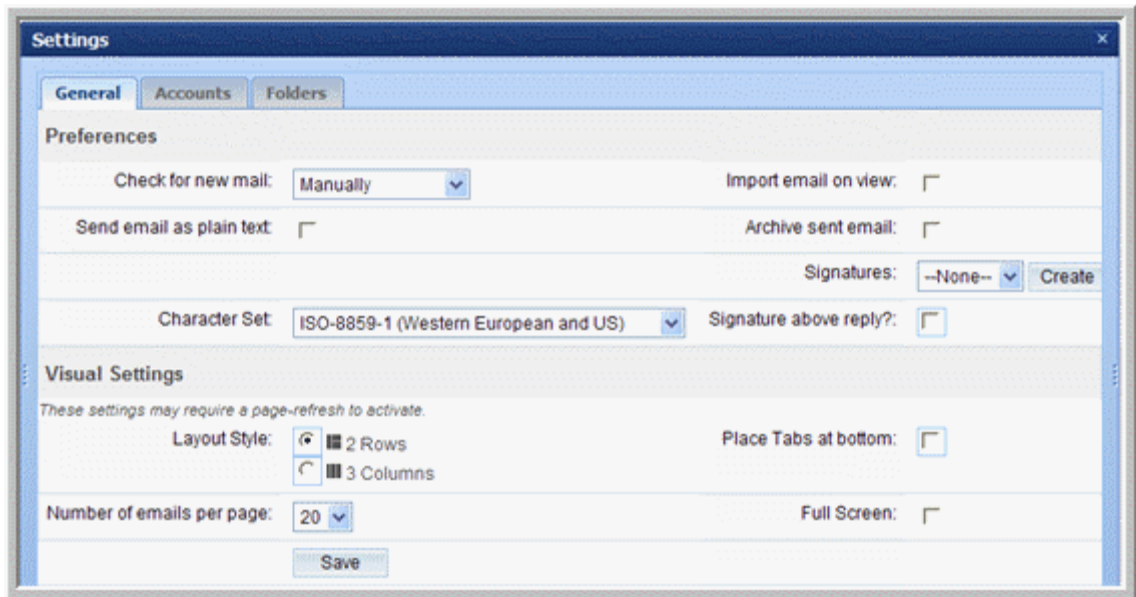 Settings
General Accounts Folders
Preferences
Check for new mail: Manually Import email on view:
Send email as plain text: Archive sent email:
Signatures: --None-- Create
Character Set: ISO-8859-1 (Western European and US) Signature above reply?:
Visual Settings
These settings may require a page-refresh to activate.
Layout Style: 2 Rows Place Tabs at bottom:
3 Columns
Number of emails per page: 20 Full Screen:
Save